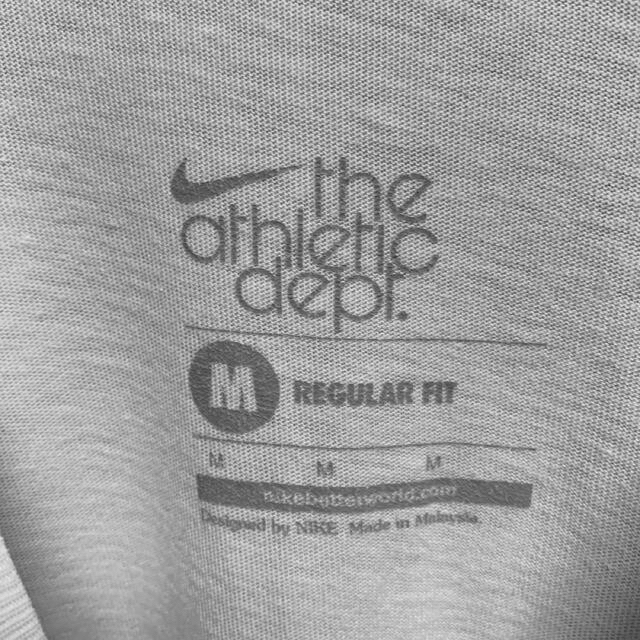 the
athletic
dept.
M REGULAR FIT
M M M
nikebetterworld.com
Designed by NIKE Made in Malaysia.